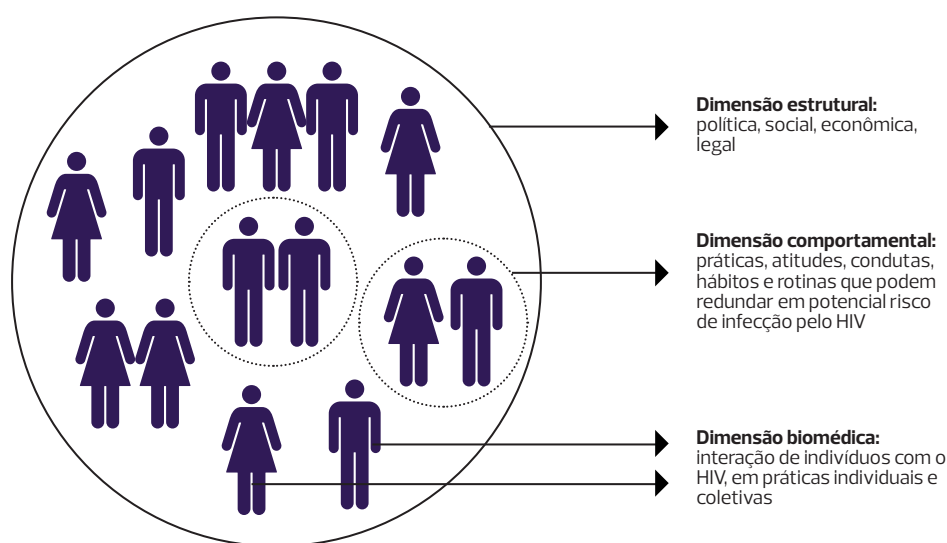 Dimensão estrutural:
política, social, econômica,
legal
Dimensão comportamental:
práticas, atitudes, condutas,
hábitos e rotinas que podem
redundar em potencial risco
de infecção pelo HIV
Dimensão biomédica:
interação de indivíduos com o
HIV, em práticas individuais e
coletivas